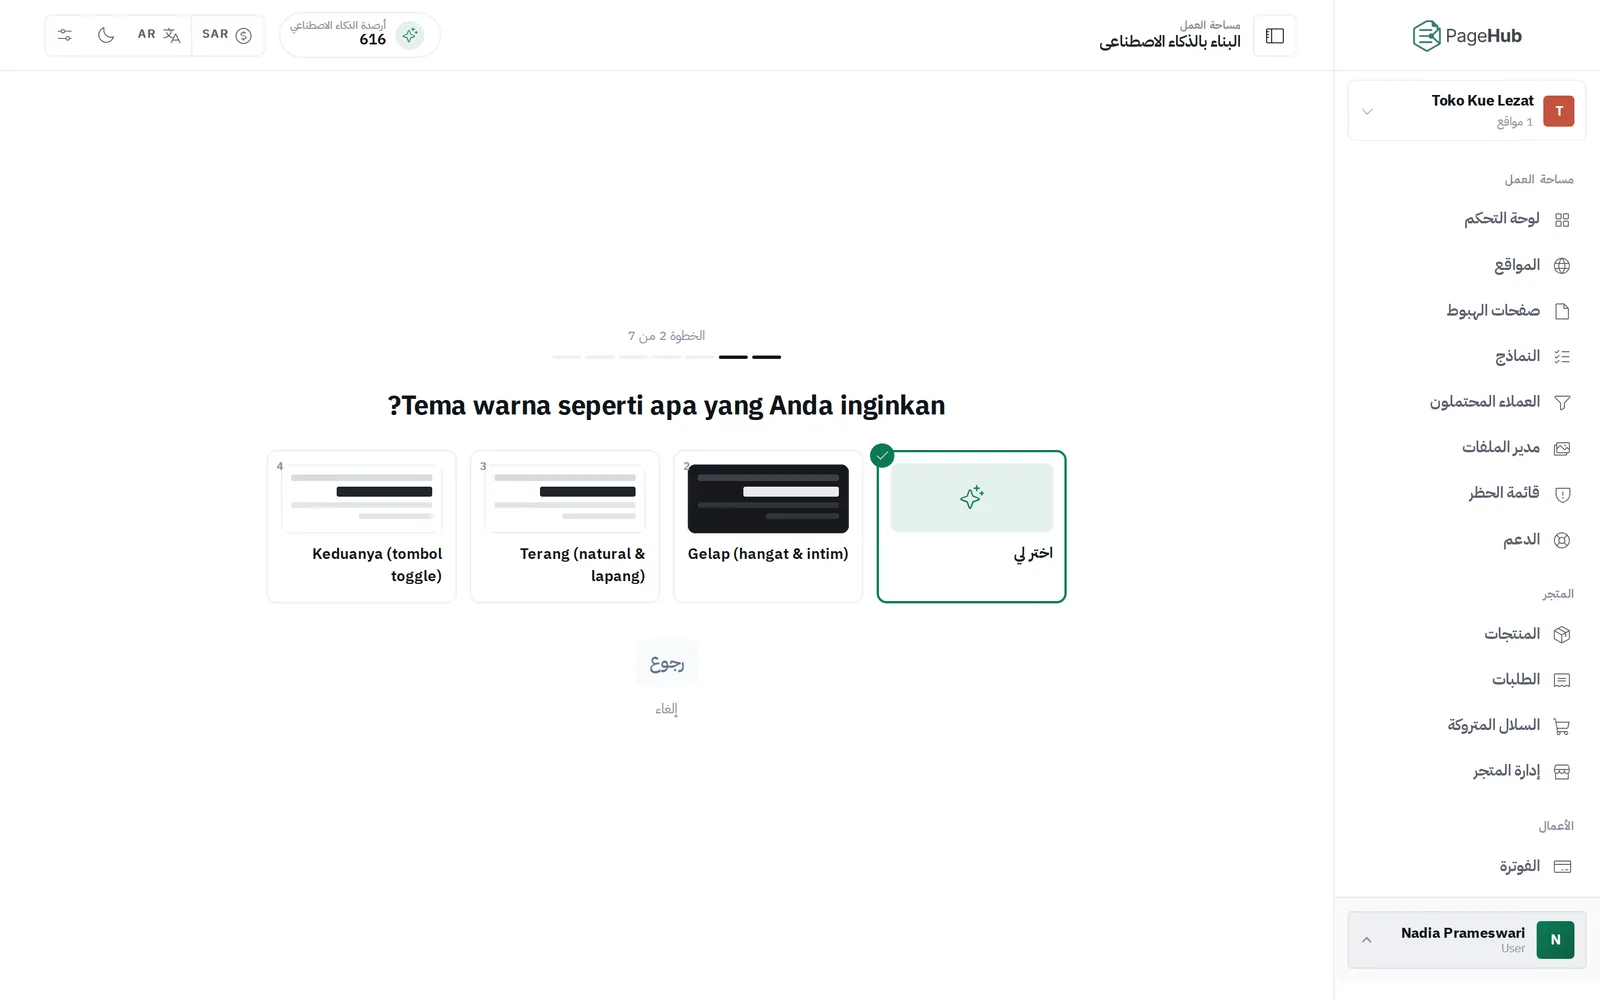 PageHub
Toko Kue Lezat
1 مواقع
T
مساحة العمل
لوحة التحكم
المواقع
صفحات الهبوط
النماذج
العملاء المحتملون
مدير الملفات
قائمة الحظر
الدعم
المتجر
المنتجات
الطلبات
السلال المتروكة
إدارة المتجر
الأعمال
الفوترة
Nadia Prameswari
User
N
مساحة العمل
البناء بالذكاء الاصطناعي
أرصدة الذكاء الاصطناعي
616
SAR
AR
الخطوة 2 من 7
?Tema warna seperti apa yang Anda inginkan
اختر لي
2
Gelap (hangat & intim)
3
Terang (natural &
lapang)
4
Keduanya (tombol
toggle)
رجوع
إلغاء